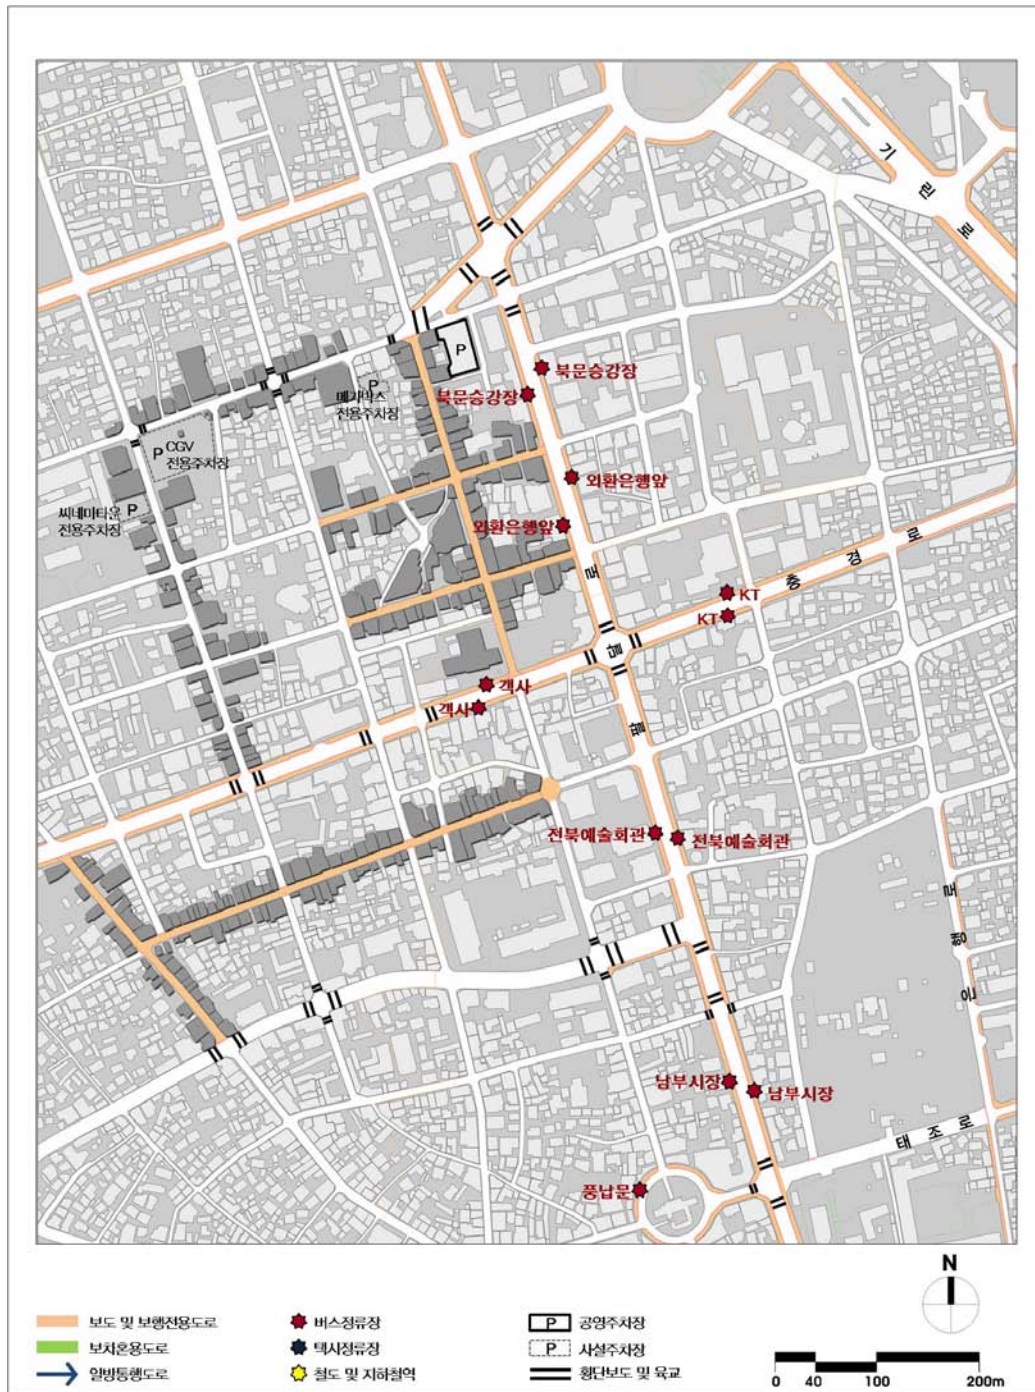 기린로
P
북문승강장
P
메가박스
전용주차장
북문승강장
P CGV
전용주차장
외환은행앞
씨네마타운
전용주차장
P
외환은행앞
충경로
KT
KT
팔달로
객사
객사
전북예술회관
전북예술회관
은행로
남부시장
남부시장
태조로
풍납문
N
보도 및 보행전용도로
버스정류장
P 공영주차장
보차혼용도로
택시정류장
P 사설주차장
일방통행도로
철도 및 지하철역
횡단보도 및 육교
0 40 100 200m